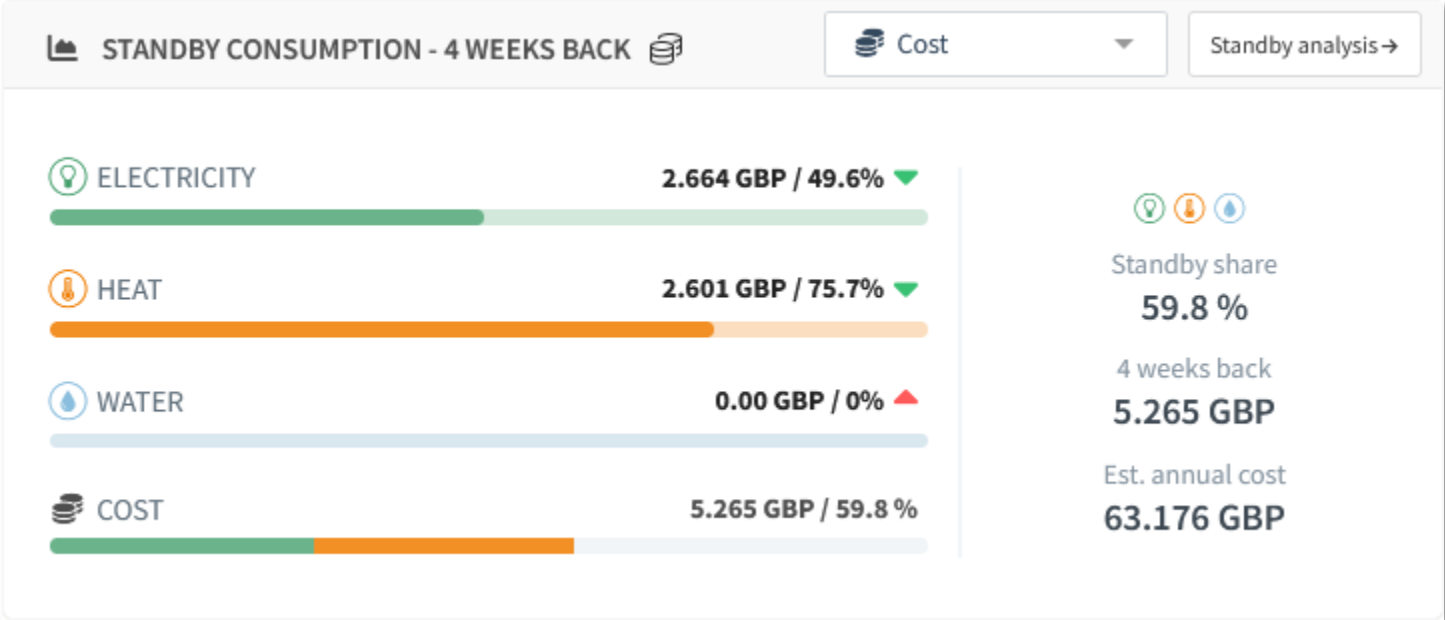 STANDBY CONSUMPTION - 4 WEEKS BACK
Cost
Standby analysis→
ELECTRICITY
2.664 GBP / 49.6%
HEAT
2.601 GBP / 75.7%
WATER
0.00 GBP / 0%
COST
5.265 GBP / 59.8 %
Standby share
59.8 %
4 weeks back
5.265 GBP
Est. annual cost
63.176 GBP